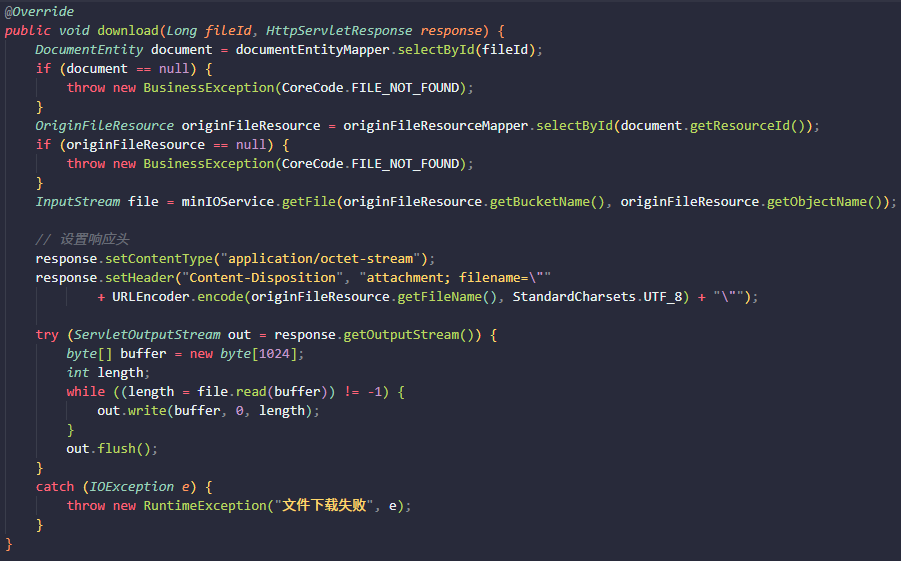 @Override
public void download(Long fileId, HttpServletResponse response) {
    DocumentEntity document = documentEntityMapper.selectById(fileId);
    if (document == null) {
        throw new BusinessException(CoreCode.FILE_NOT_FOUND);
    }
    OriginFileResource originFileResource = originFileResourceMapper.selectById(document.getResourceId());
    if (originFileResource == null) {
        throw new BusinessException(CoreCode.FILE_NOT_FOUND);
    }
    InputStream file = minIOService.getFile(originFileResource.getBucketName(), originFileResource.getObjectName());

    // 设置响应头
    response.setContentType("application/octet-stream");
    response.setHeader("Content-Disposition", "attachment; filename=\""
            + URLEncoder.encode(originFileResource.getFileName(), StandardCharsets.UTF_8) + "\"");

    try (ServletOutputStream out = response.getOutputStream()) {
        byte[] buffer = new byte[1024];
        int length;
        while ((length = file.read(buffer)) != -1) {
            out.write(buffer, 0, length);
        }
        out.flush();
    }
    catch (IOException e) {
        throw new RuntimeException("文件下载失败", e);
    }
}